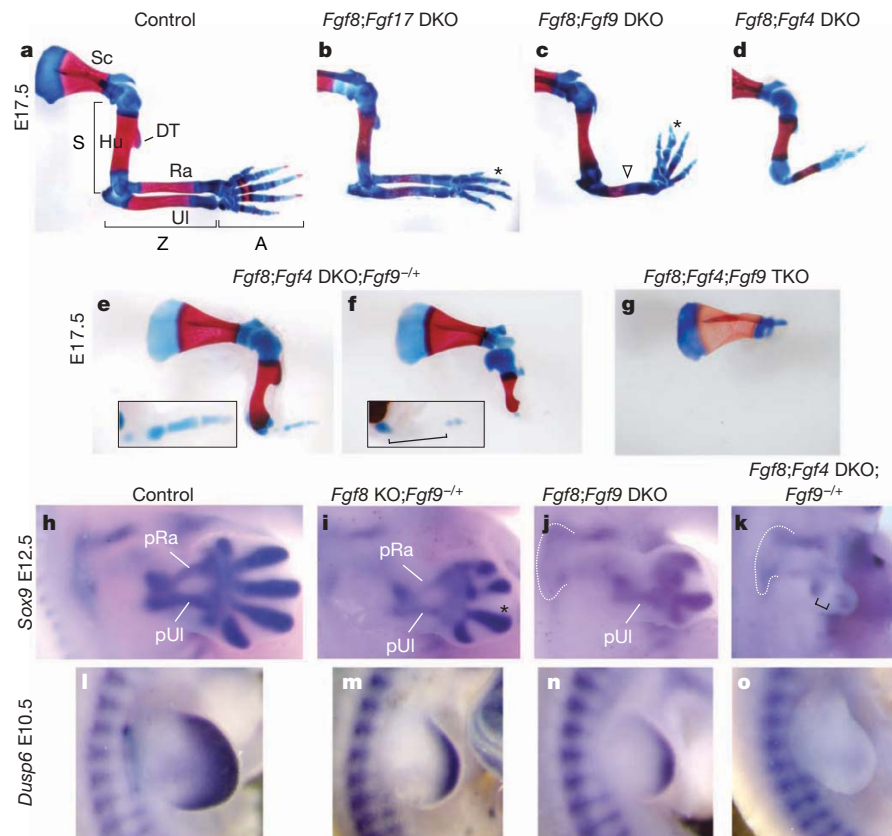 Control
Fgf8;Fgf17 DKO
Fgf8;Fgf9 DKO
Fgf8;Fgf4 DKO
E17.5
a
Sc
S
Hu
DT
Ra
Ul
Z
A
b
*
c
*
d
Fgf8;Fgf4 DKO;Fgf9–/+
Fgf8;Fgf4;Fgf9 TKO
E17.5
e
f
g
Control
Fgf8 KO;Fgf9–/+
Fgf8;Fgf9 DKO
Fgf8;Fgf4 DKO;
Fgf9–/+
Sox9 E12.5
h
pRa
pUl
i
pRa
pUl
*
j
pUl
k
Dusp6 E10.5
l
m
n
o